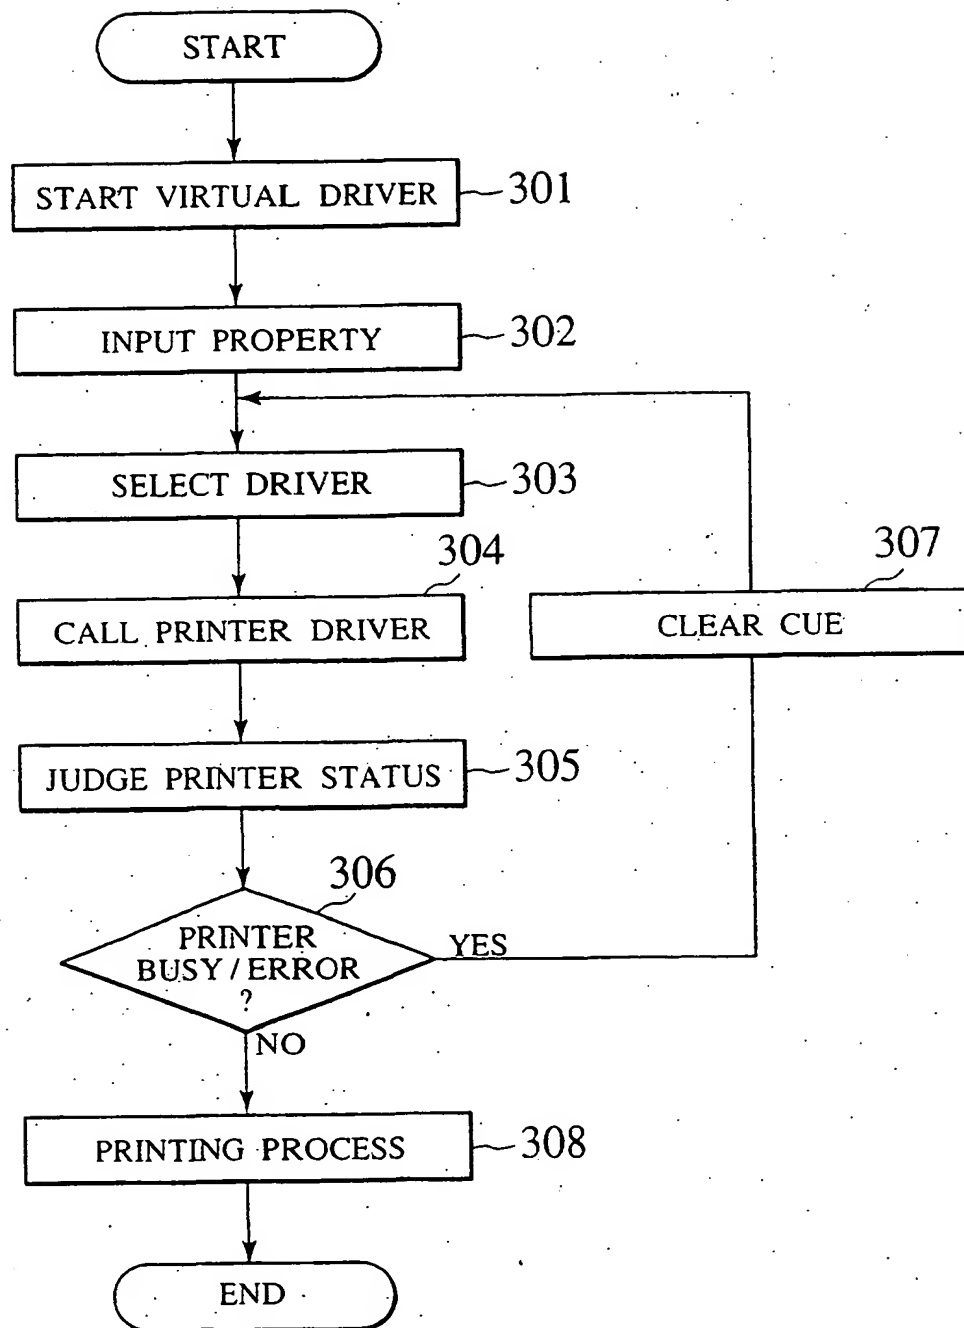 START
START VIRTUAL DRIVER 301
INPUT PROPERTY 302
SELECT DRIVER 303
304
CALL PRINTER DRIVER
307
CLEAR CUE
JUDGE PRINTER STATUS 305
306
PRINTER
BUSY / ERROR
?
YES
NO
PRINTING PROCESS 308
END